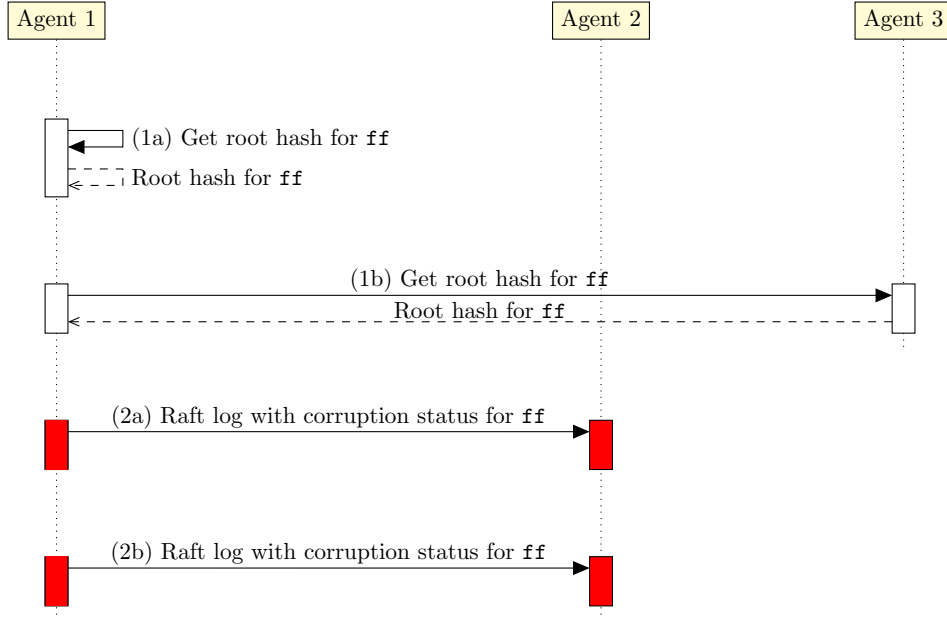 Agent 1
Agent 2
Agent 3
(1a) Get root hash for ff
Root hash for ff
(1b) Get root hash for ff
Root hash for ff
(2a) Raft log with corruption status for ff
(2b) Raft log with corruption status for ff